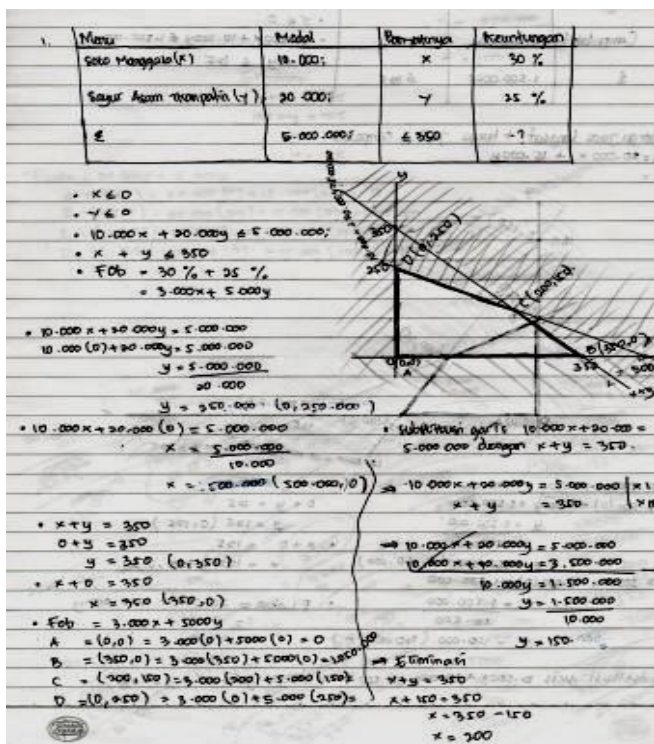 1.
Menu Modal Banyaknya Keuntungan
Soto Manggala (x) 10.000; x 30 %
Sayur Asam (y) 20.000; y 25 %
Σ 5.000.000; ≤ 350 - ?
• x ≤ 0
• y ≤ 0
• 10.000x + 20.000y ≤ 5.000.000;
• x + y ≤ 350
• FOb = 30 % + 25 %
= 3.000x + 5.000y
y
350
250
D (0,250)
C (200,150)
B (350,0)
(0,0)
A
350
• 10.000x + 20.000y = 5.000.000
10.000 (0) + 20.000y = 5.000.000
y = 5.000.000
20.000
y = 250.000 (0,250.000)
• 10.000x + 20.000 (0) = 5.000.000
x = 5.000.000
10.000
x = 500.000 (500.000,0)
• x + y = 350
0 + y = 350
y = 350 (0,350)
• x + 0 = 350
x = 350 (350,0)
• Fob = 3.000x + 5000y
A = (0,0) = 3.000(0) + 5000(0) = 0
B = (350,0) = 3.000(350) + 5000(0) =
C = (200,150) = 3.000(200) + 5.000(150) =
D = (0,250) = 3.000(0) + 5.000(250) =
• substitusi garis 10.000x + 20.000 =
5.000.000 dengan x + y = 350.
⇒ 10.000x + 20.000y = 5.000.000 | x 1
x + y = 350
⇒ 10.000x + 20.000y = 5.000.000
10.000x + 10.000y = 3.500.000
10.000y = 1.500.000
y = 1.500.000
10.000
y = 150.
⇒ Eliminasi
x + y = 350
x + 150 = 350
x = 350 - 150
x = 200